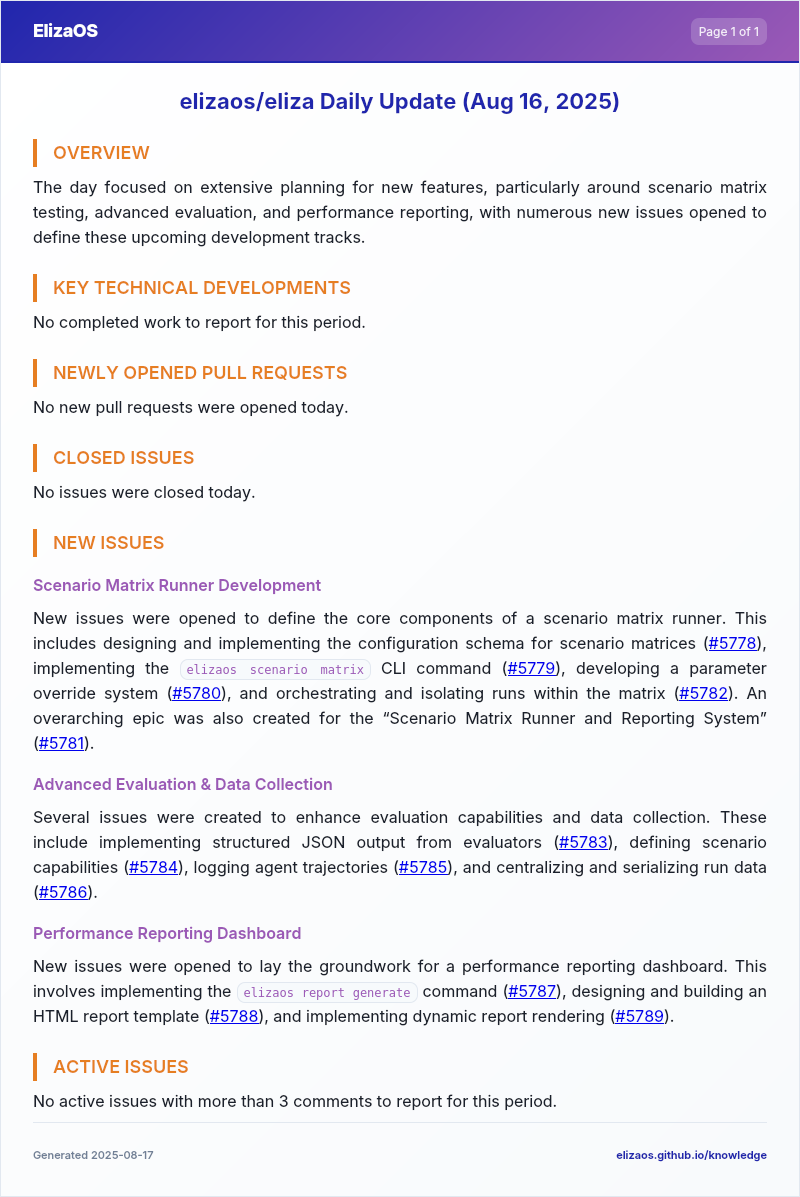 ElizaOS
Page 1 of 1
elizaos/eliza Daily Update (Aug 16, 2025)
OVERVIEW
The day focused on extensive planning for new features, particularly around scenario matrix
testing, advanced evaluation, and performance reporting, with numerous new issues opened to
define these upcoming development tracks.
KEY TECHNICAL DEVELOPMENTS
No completed work to report for this period.
NEWLY OPENED PULL REQUESTS
No new pull requests were opened today.
CLOSED ISSUES
No issues were closed today.
NEW ISSUES
Scenario Matrix Runner Development
New issues were opened to define the core components of a scenario matrix runner. This
includes designing and implementing the configuration schema for scenario matrices (#5778),
implementing the elizaos scenario matrix CLI command (#5779), developing a parameter
override system (#5780), and orchestrating and isolating runs within the matrix (#5782). An
overarching epic was also created for the “Scenario Matrix Runner and Reporting System”
(#5781).
Advanced Evaluation & Data Collection
Several issues were created to enhance evaluation capabilities and data collection. These
include implementing structured JSON output from evaluators (#5783), defining scenario
capabilities (#5784), logging agent trajectories (#5785), and centralizing and serializing run data
(#5786).
Performance Reporting Dashboard
New issues were opened to lay the groundwork for a performance reporting dashboard. This
involves implementing the elizaos report generate command (#5787), designing and building an
HTML report template (#5788), and implementing dynamic report rendering (#5789).
ACTIVE ISSUES
No active issues with more than 3 comments to report for this period.
Generated 2025-08-17
elizaos.github.io/knowledge